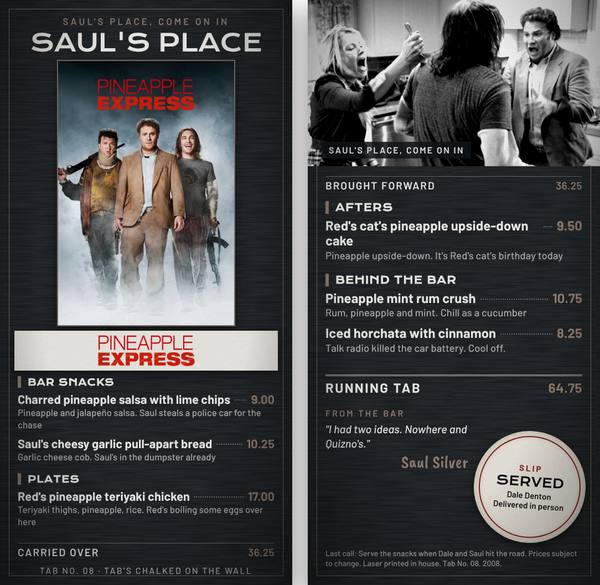 SAUL'S PLACE, COME ON IN
SAUL'S PLACE
PINEAPPLE
EXPRESS
PINEAPPLE
EXPRESS
BAR SNACKS
Charred pineapple salsa with lime chips 9.00
Pineapple and jalapeño salsa. Saul steals a police car for the
chase
Saul's cheesy garlic pull-apart bread 10.25
Garlic cheese cob. Saul's in the dumpster already
PLATES
Red's pineapple teriyaki chicken 17.00
Teriyaki thighs, pineapple, rice. Red's boiling some eggs over
here
CARRIED OVER 36.25
TAB NO. 08 · TAB'S CHALKED ON THE WALL
SAUL'S PLACE, COME ON IN
BROUGHT FORWARD 36.25
AFTERS
Red's cat's pineapple upside-down 9.50
cake
Pineapple upside-down. It's Red's cat's birthday today
BEHIND THE BAR
Pineapple mint rum crush 10.75
Rum, pineapple and mint. Chill as a cucumber
Iced horchata with cinnamon 8.25
Talk radio killed the car battery. Cool off.
RUNNING TAB 64.75
FROM THE BAR
"I had two ideas. Nowhere and
Quizno's."
Saul Silver
SLIP
SERVED
Dale Denton
Delivered in person
Last call: Serve the snacks when Dale and Saul hit the road. Prices subject
to change. Laser printed in house. Tab No. 08. 2008.